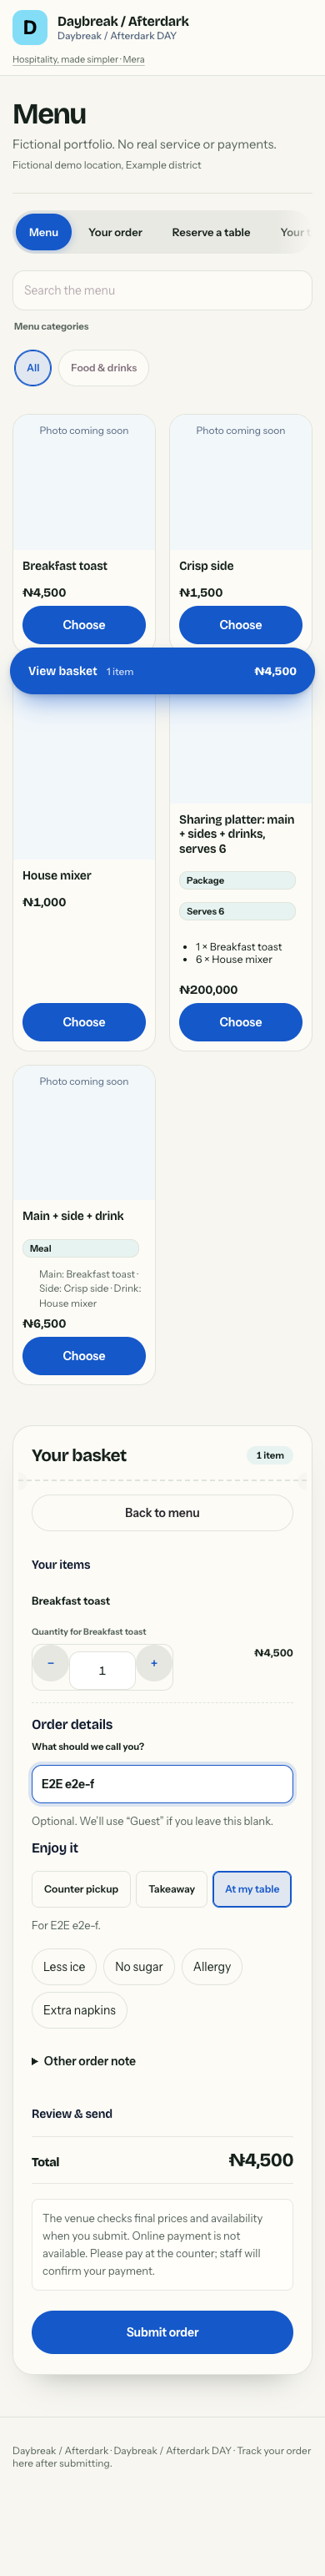 D
Daybreak / Afterdark
Daybreak / Afterdark DAY
Hospitality, made simpler · Mera
Menu
Fictional portfolio. No real service or payments.
Fictional demo location, Example district
Menu
Your order
Reserve a table
Your
Search the menu
Menu categories
All
Food & drinks
Photo coming soon
Photo coming soon
Breakfast toast
Crisp side
₦4,500
₦1,500
Choose
Choose
View basket
1 item
₦4,500
Sharing platter: main
+ sides + drinks,
serves 6
House mixer
Package
₦1,000
Serves 6
• 1 × Breakfast toast
• 6 × House mixer
₦200,000
Choose
Choose
Photo coming soon
Main + side + drink
Meal
Main: Breakfast toast ·
Side: Crisp side · Drink:
House mixer
₦6,500
Choose
Your basket
1 item
Back to menu
Your items
Breakfast toast
Quantity for Breakfast toast
₦4,500
−
1
+
Order details
What should we call you?
E2E e2e-f
Optional. We’ll use “Guest” if you leave this blank.
Enjoy it
Counter pickup
Takeaway
At my table
For E2E e2e-f.
Less ice
No sugar
Allergy
Extra napkins
▶ Other order note
Review & send
Total
₦4,500
The venue checks final prices and availability
when you submit. Online payment is not
available. Please pay at the counter; staff will
confirm your payment.
Submit order
Daybreak / Afterdark · Daybreak / Afterdark DAY · Track your order
here after submitting.